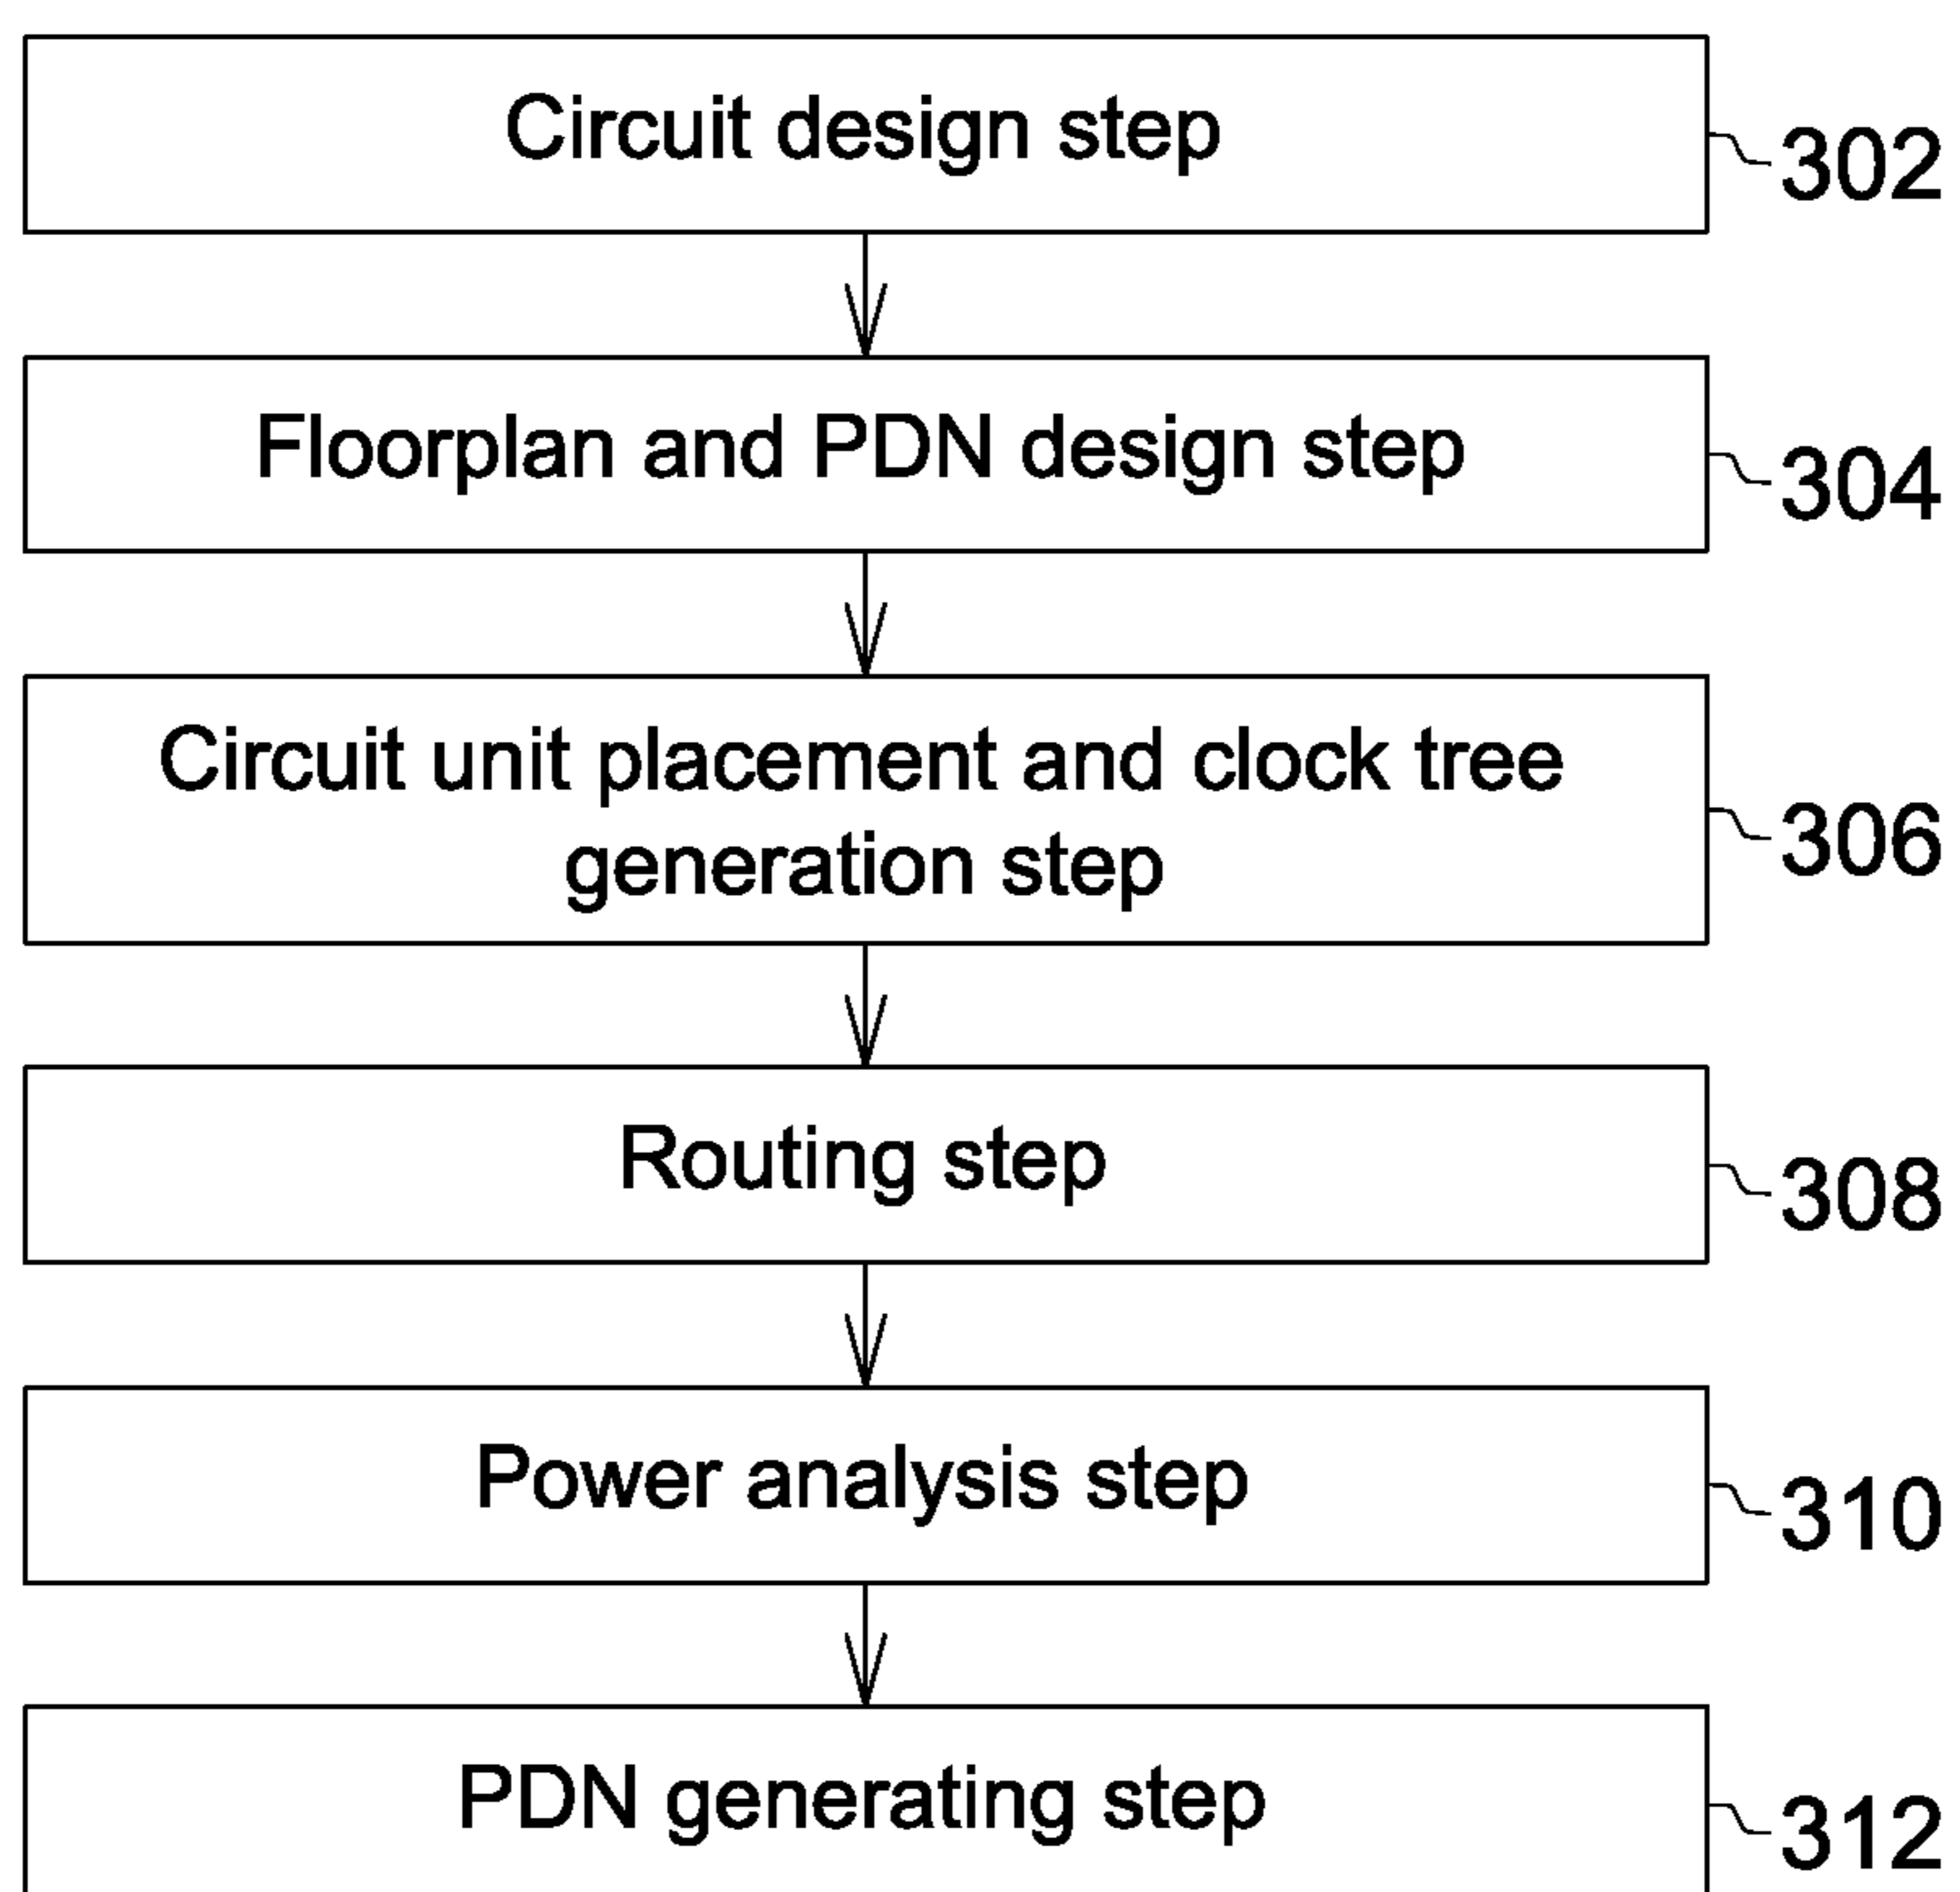 Circuit design step
302
Floorplan and PDN design step
304
Circuit unit placement and clock tree
generation step
306
Routing step
308
Power analysis step
310
PDN generating step
312